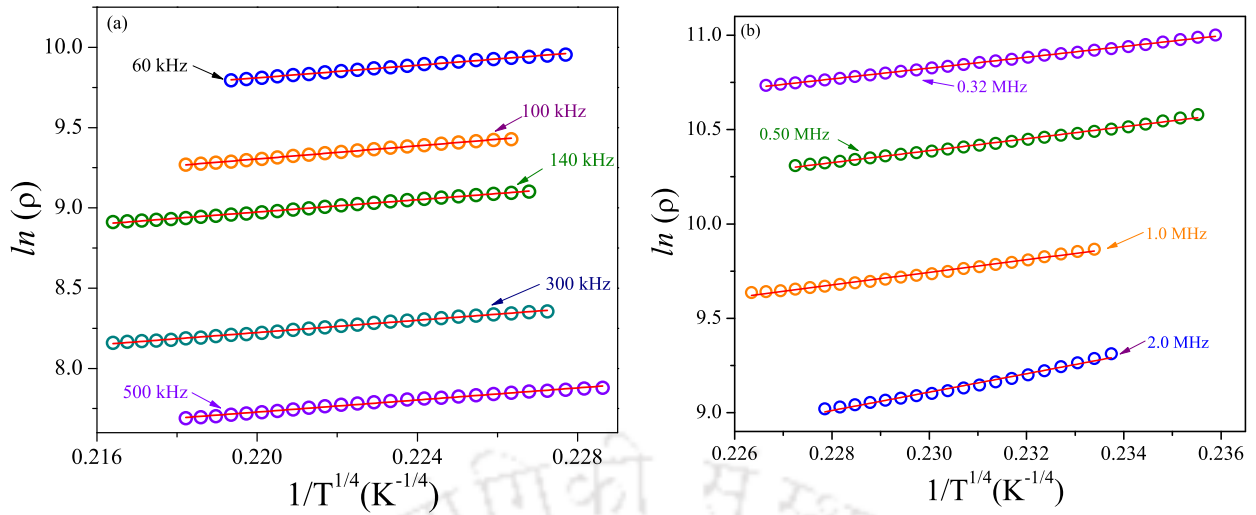 (a)
10.0
9.5
9.0
8.5
8.0
ln (ρ)
60 kHz
100 kHz
140 kHz
300 kHz
500 kHz
0.216
0.220
0.224
0.228
1/T^{1/4}(K^{-1/4})
(b)
11.0
10.5
10.0
9.5
9.0
ln (ρ)
0.32 MHz
0.50 MHz
1.0 MHz
2.0 MHz
0.226
0.228
0.230
0.232
0.234
0.236
1/T^{1/4}(K^{-1/4})